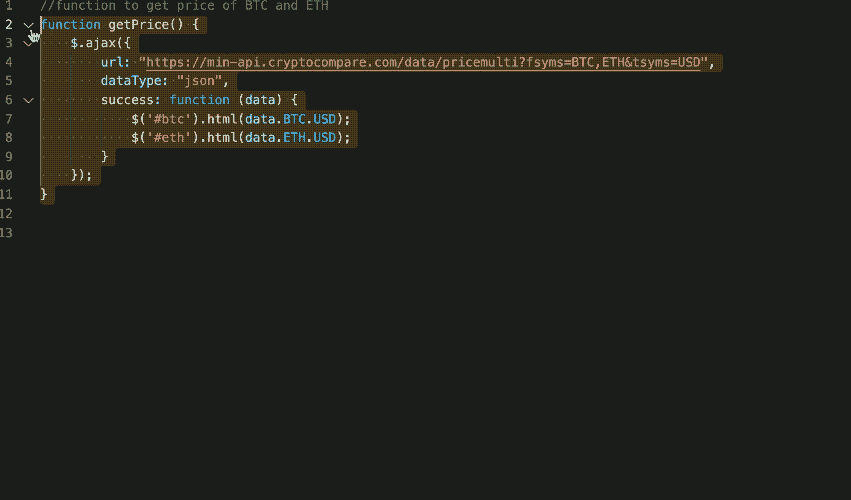 1 //function to get price of BTC and ETH
2 function getPrice() {
3 $.ajax({
4 url: "https://min-api.cryptocompare.com/data/pricemulti?fsyms=BTC,ETH&tsyms=USD",
5 dataType: "json",
6 success: function (data) {
7 $('#btc').html(data.BTC.USD);
8 $('#eth').html(data.ETH.USD);
9 }
10 });
11 }
12
13